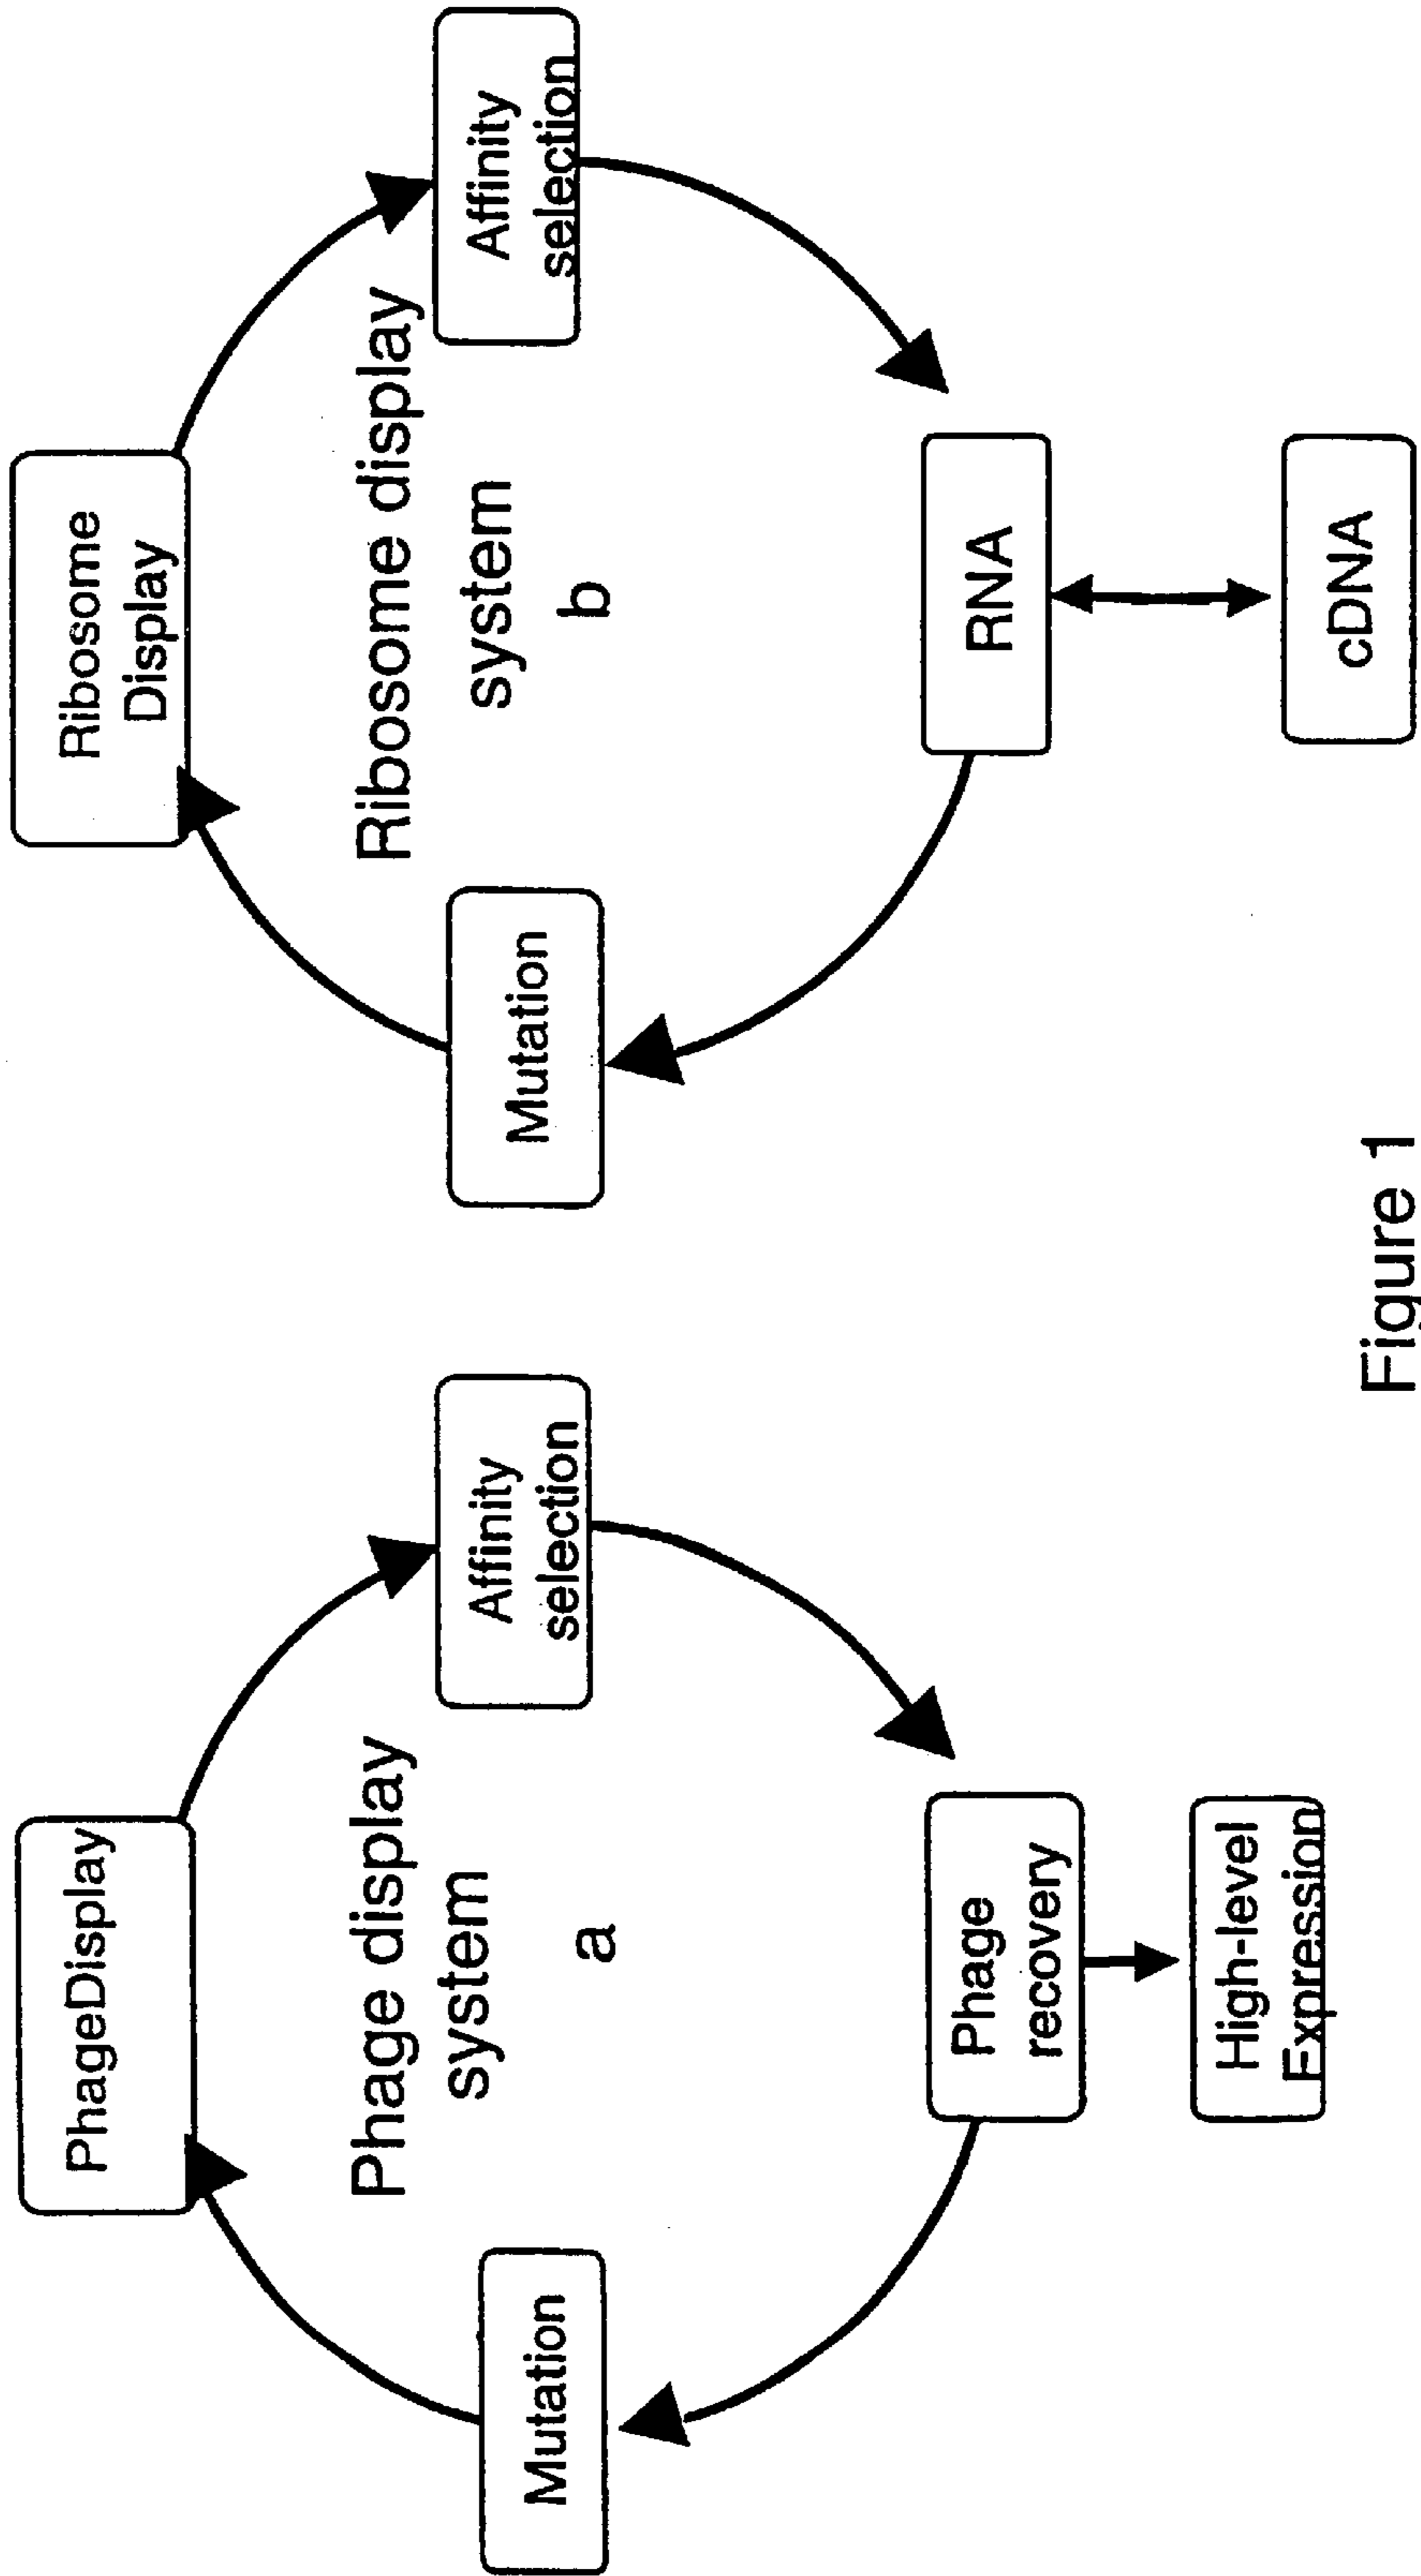 PhageDisplay
Affinity
selection
Phage display
system
a
Mutation
Phage
recovery
High-level
Expression
Ribosome
Display
Affinity
selection
Ribosome display
system
b
Mutation
RNA
cDNA
Figure 1